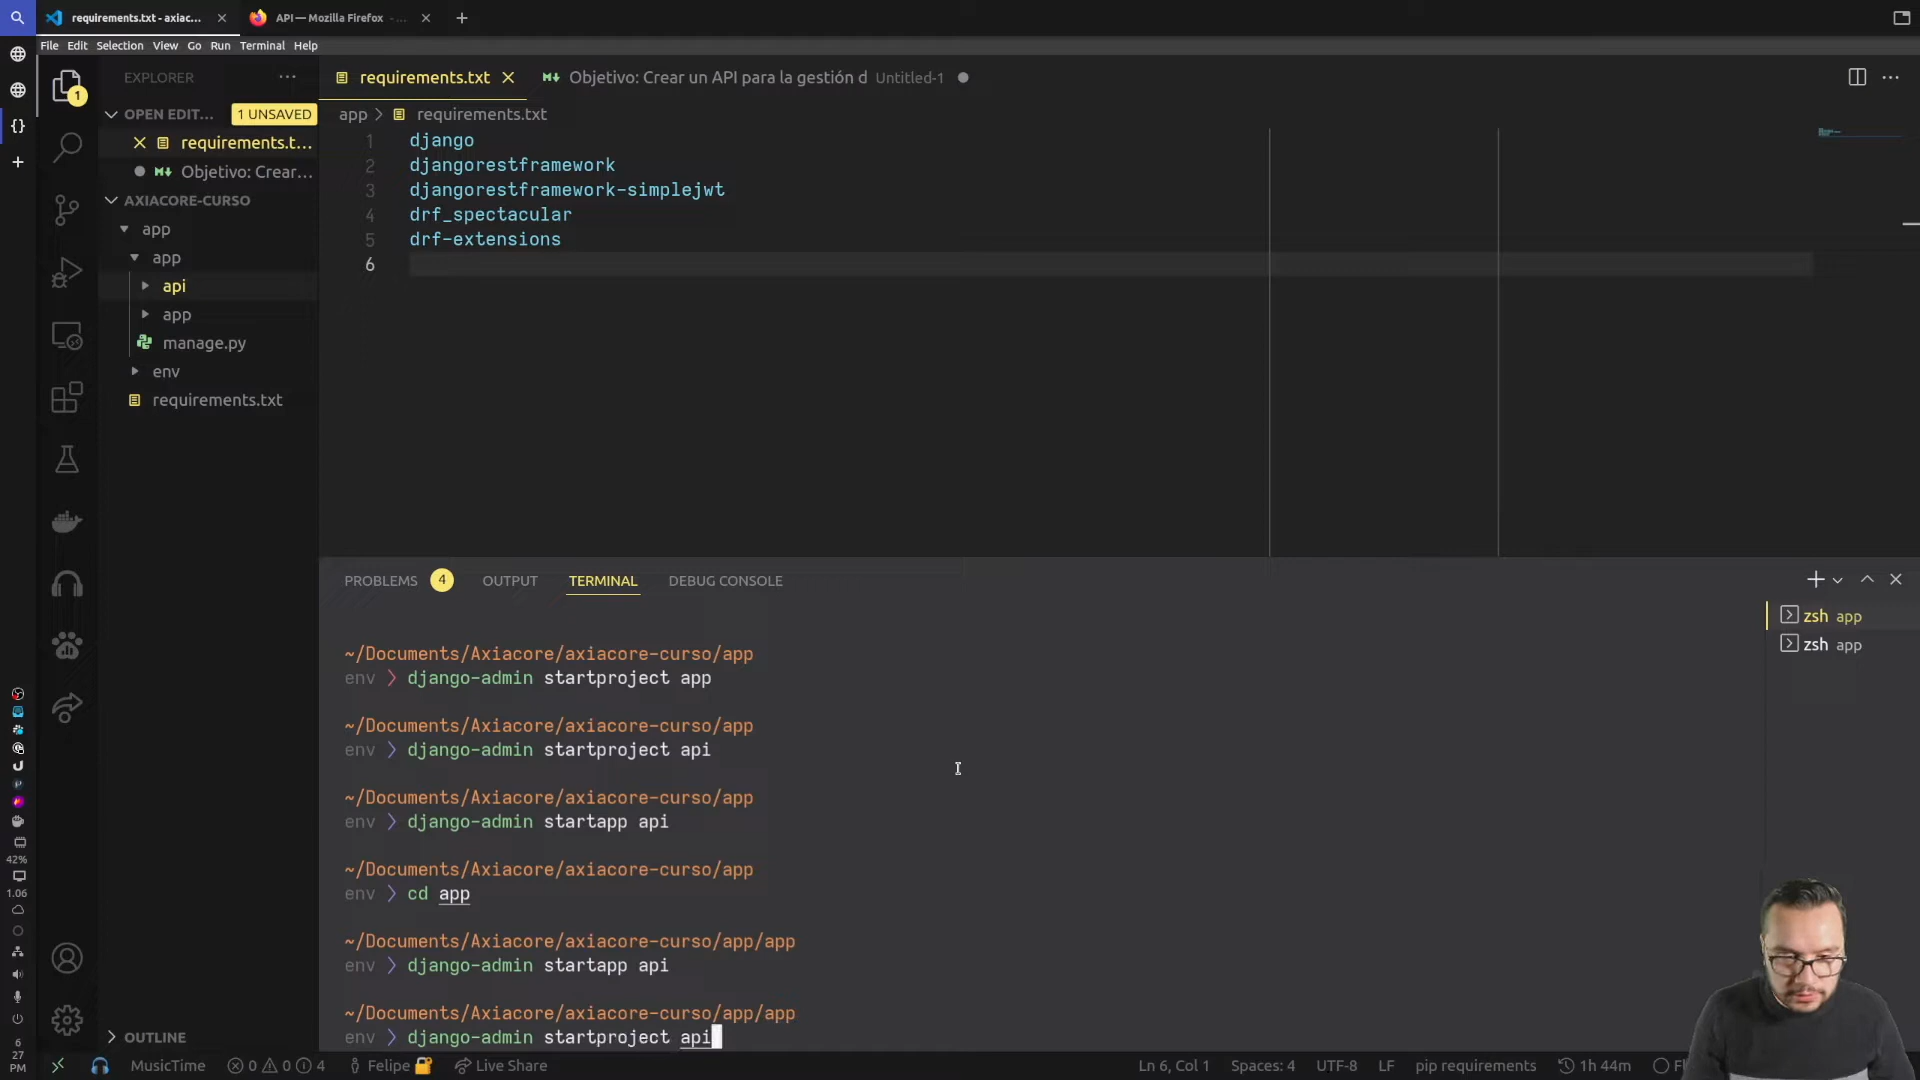 requirements.txt - axiac...
API — Mozilla Firefox - ...
File Edit Selection View Go Run Terminal Help
EXPLORER
OPEN EDIT... 1 UNSAVED
requirements.t...
Objetivo: Crear...
AXIACORE-CURSO
app
app
api
app
manage.py
env
requirements.txt
OUTLINE
1
requirements.txt
Objetivo: Crear un API para la gestión d Untitled-1
app > requirements.txt
1 django
2 djangorestframework
3 djangorestframework-simplejwt
4 drf_spectacular
5 drf-extensions
6
PROBLEMS 4 OUTPUT TERMINAL DEBUG CONSOLE
zsh app
zsh app
~/Documents/Axiacore/axiacore-curso/app
env > django-admin startproject app
~/Documents/Axiacore/axiacore-curso/app
env > django-admin startproject api
~/Documents/Axiacore/axiacore-curso/app
env > django-admin startapp api
~/Documents/Axiacore/axiacore-curso/app
env > cd app
~/Documents/Axiacore/axiacore-curso/app/app
env > django-admin startapp api
~/Documents/Axiacore/axiacore-curso/app/app
env > django-admin startproject api
42%
1.06
6
27
PM
MusicTime 0 0 4 Felipe Live Share
Ln 6, Col 1 Spaces: 4 UTF-8 LF pip requirements 1h 44m